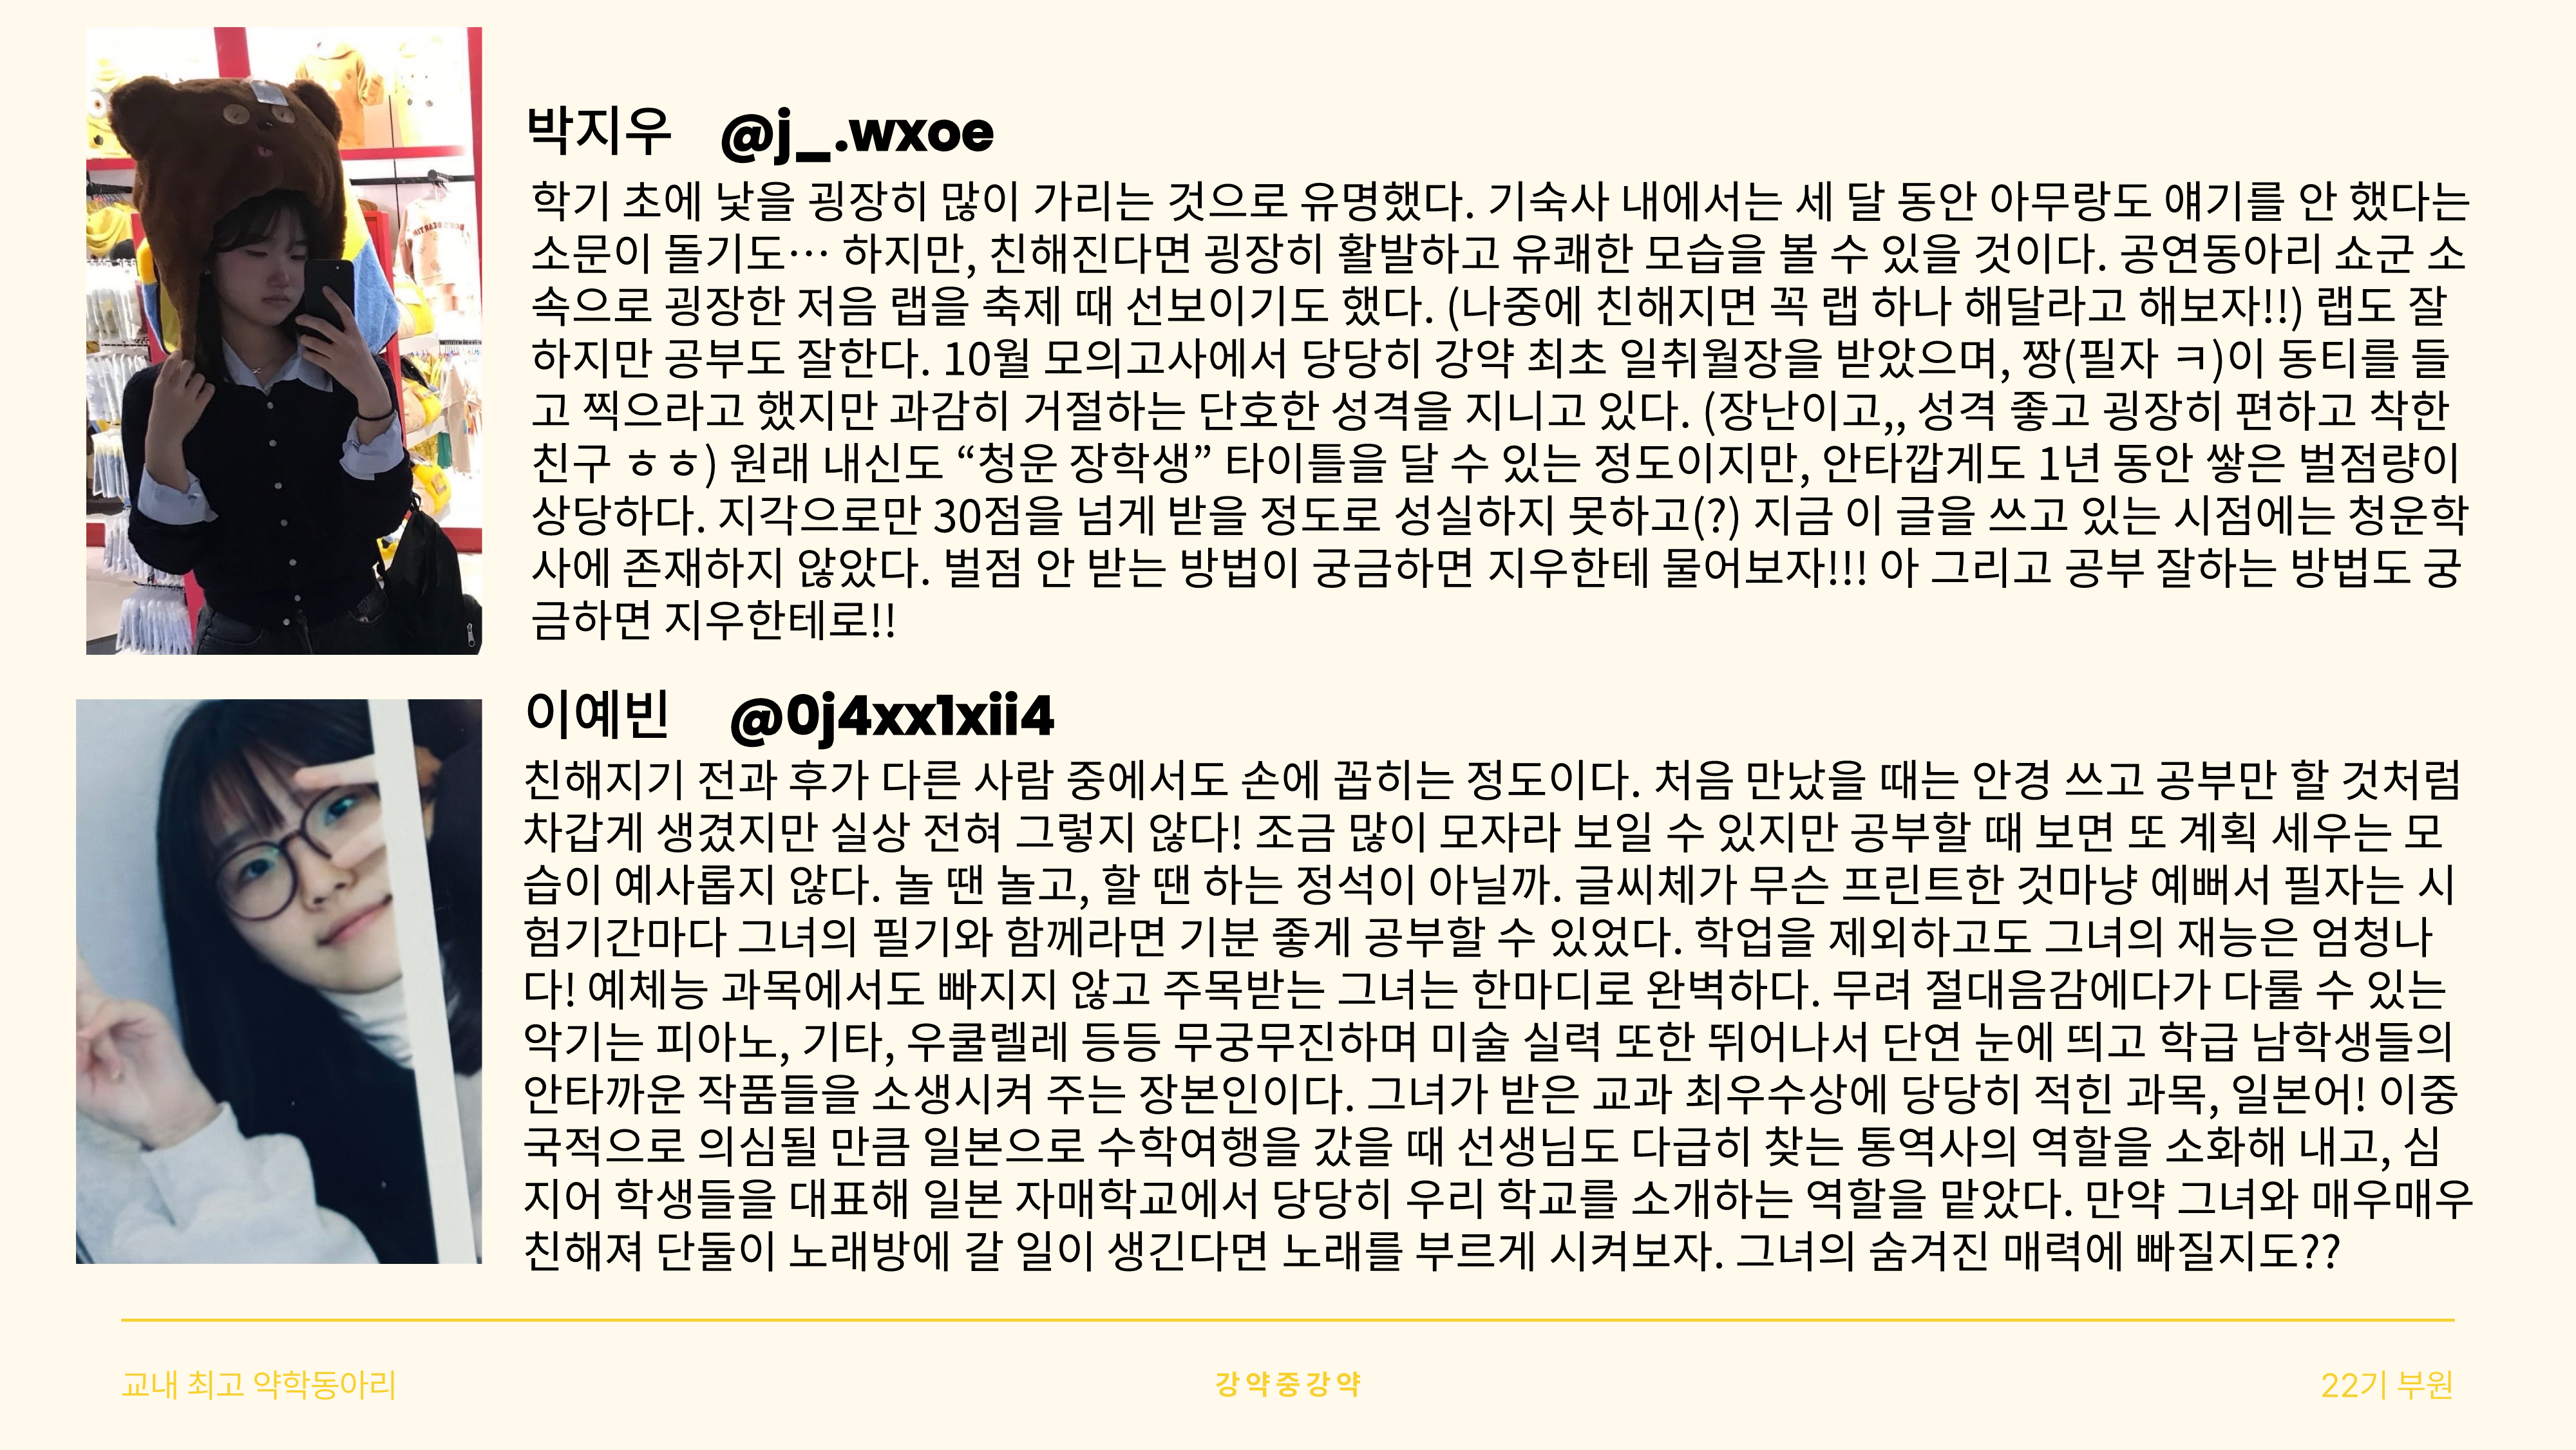 박지우 @j_.wxoe
학기 초에 낯을 굉장히 많이 가리는 것으로 유명했다. 기숙사 내에서는 세 달 동안 아무랑도 얘기를 안 했다는
소문이 돌기도… 하지만, 친해진다면 굉장히 활발하고 유쾌한 모습을 볼 수 있을 것이다. 공연동아리 쇼군 소
속으로 굉장한 저음 랩을 축제 때 선보이기도 했다. (나중에 친해지면 꼭 랩 하나 해달라고 해보자!!) 랩도 잘
하지만 공부도 잘한다. 10월 모의고사에서 당당히 강약 최초 일취월장을 받았으며, 짱(필자 ㅋ)이 동티를 들
고 찍으라고 했지만 과감히 거절하는 단호한 성격을 지니고 있다. (장난이고,, 성격 좋고 굉장히 편하고 착한
친구 ㅎㅎ) 원래 내신도 “청운 장학생” 타이틀을 달 수 있는 정도이지만, 안타깝게도 1년 동안 쌓은 벌점량이
상당하다. 지각으로만 30점을 넘게 받을 정도로 성실하지 못하고(?) 지금 이 글을 쓰고 있는 시점에는 청운학
사에 존재하지 않았다. 벌점 안 받는 방법이 궁금하면 지우한테 물어보자!!! 아 그리고 공부 잘하는 방법도 궁
금하면 지우한테로!!
이예빈 @0j4xx1xii4
친해지기 전과 후가 다른 사람 중에서도 손에 꼽히는 정도이다. 처음 만났을 때는 안경 쓰고 공부만 할 것처럼
차갑게 생겼지만 실상 전혀 그렇지 않다! 조금 많이 모자라 보일 수 있지만 공부할 때 보면 또 계획 세우는 모
습이 예사롭지 않다. 놀 땐 놀고, 할 땐 하는 정석이 아닐까. 글씨체가 무슨 프린트한 것마냥 예뻐서 필자는 시
험기간마다 그녀의 필기와 함께라면 기분 좋게 공부할 수 있었다. 학업을 제외하고도 그녀의 재능은 엄청나
다! 예체능 과목에서도 빠지지 않고 주목받는 그녀는 한마디로 완벽하다. 무려 절대음감에다가 다룰 수 있는
악기는 피아노, 기타, 우쿨렐레 등등 무궁무진하며 미술 실력 또한 뛰어나서 단연 눈에 띄고 학급 남학생들의
안타까운 작품들을 소생시켜 주는 장본인이다. 그녀가 받은 교과 최우수상에 당당히 적힌 과목, 일본어! 이중
국적으로 의심될 만큼 일본으로 수학여행을 갔을 때 선생님도 다급히 찾는 통역사의 역할을 소화해 내고, 심
지어 학생들을 대표해 일본 자매학교에서 당당히 우리 학교를 소개하는 역할을 맡았다. 만약 그녀와 매우매우
친해져 단둘이 노래방에 갈 일이 생긴다면 노래를 부르게 시켜보자. 그녀의 숨겨진 매력에 빠질지도??
교내 최고 약학동아리
강약중강약
22기 부원